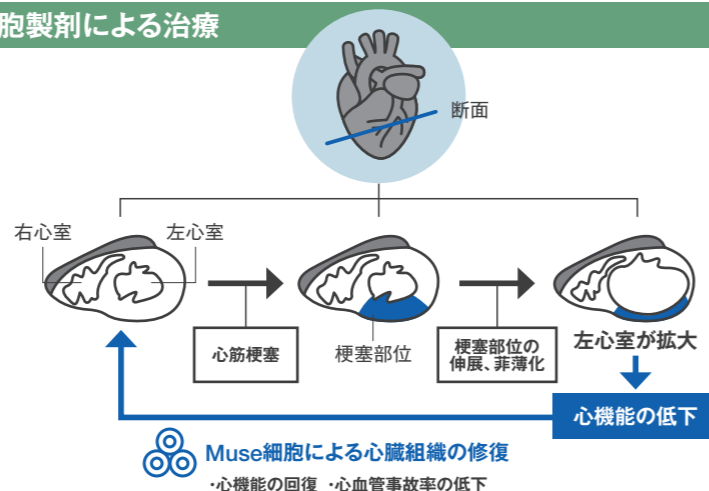 胞製剤による治療
断面
右心室
左心室
心筋梗塞
梗塞部位
梗塞部位の
伸展、菲薄化
左心室が拡大
心機能の低下
Muse細胞による心臓組織の修復
・心機能の回復 ・心血管事故率の低下